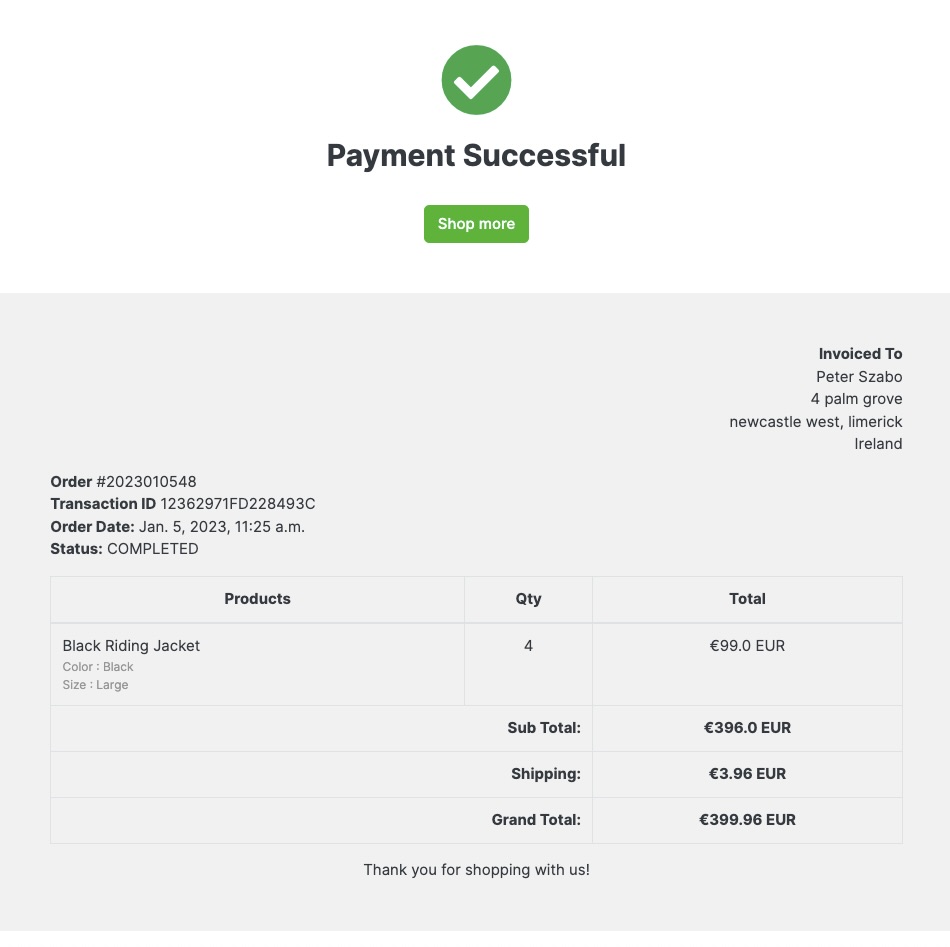 Payment Successful
Shop more
Invoiced To
Peter Szabo
4 palm grove
newcastle west, limerick
Ireland
Order #2023010548
Transaction ID 12362971FD228493C
Order Date: Jan. 5, 2023, 11:25 a.m.
Status: COMPLETED
Products Qty Total
Black Riding Jacket 4 €99.0 EUR
Color : Black
Size : Large
Sub Total: €396.0 EUR
Shipping: €3.96 EUR
Grand Total: €399.96 EUR
Thank you for shopping with us!